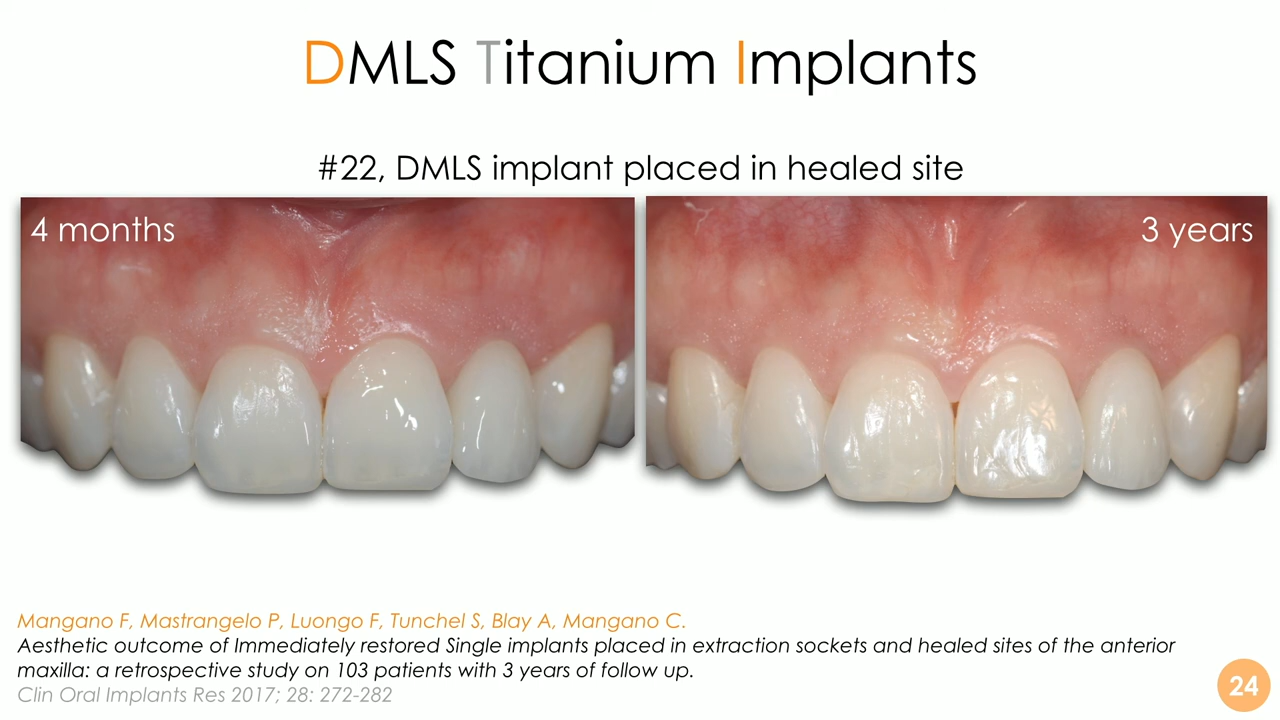 DMLS Titanium Implants
#22, DMLS implant placed in healed site
4 months
3 years
Mangano F, Mastrangelo P, Luongo F, Tunchel S, Blay A, Mangano C.
Aesthetic outcome of Immediately restored Single implants placed in extraction sockets and healed sites of the anterior
maxilla: a retrospective study on 103 patients with 3 years of follow up.
Clin Oral Implants Res 2017; 28: 272-282
24